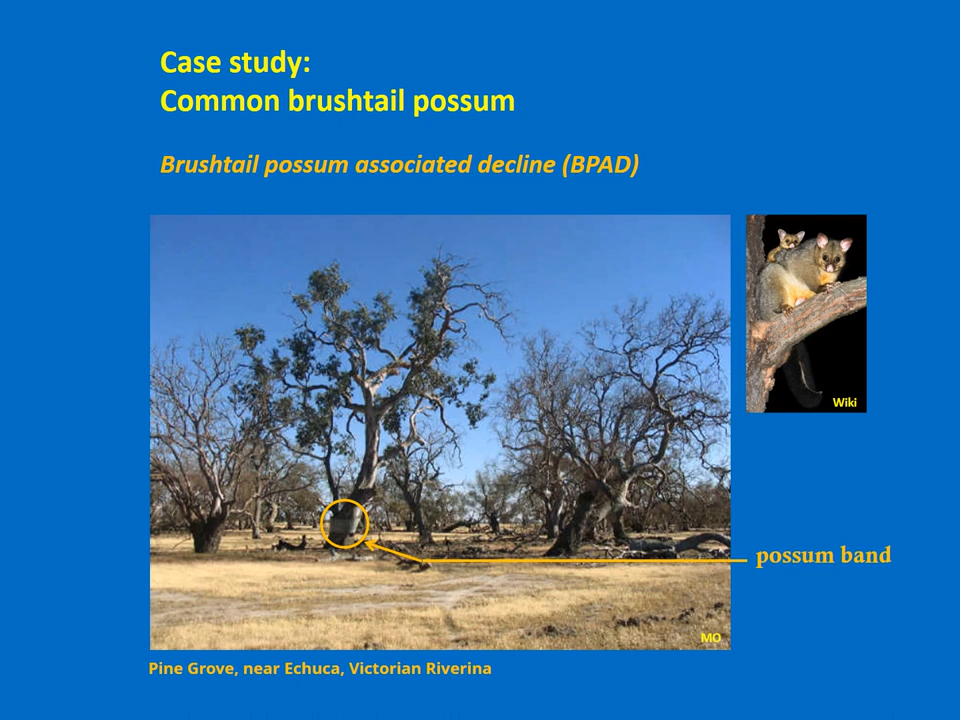 Case study:
Common brushtail possum
Brushtail possum associated decline (BPAD)
Wiki
possum band
MO
Pine Grove, near Echuca, Victorian Riverina